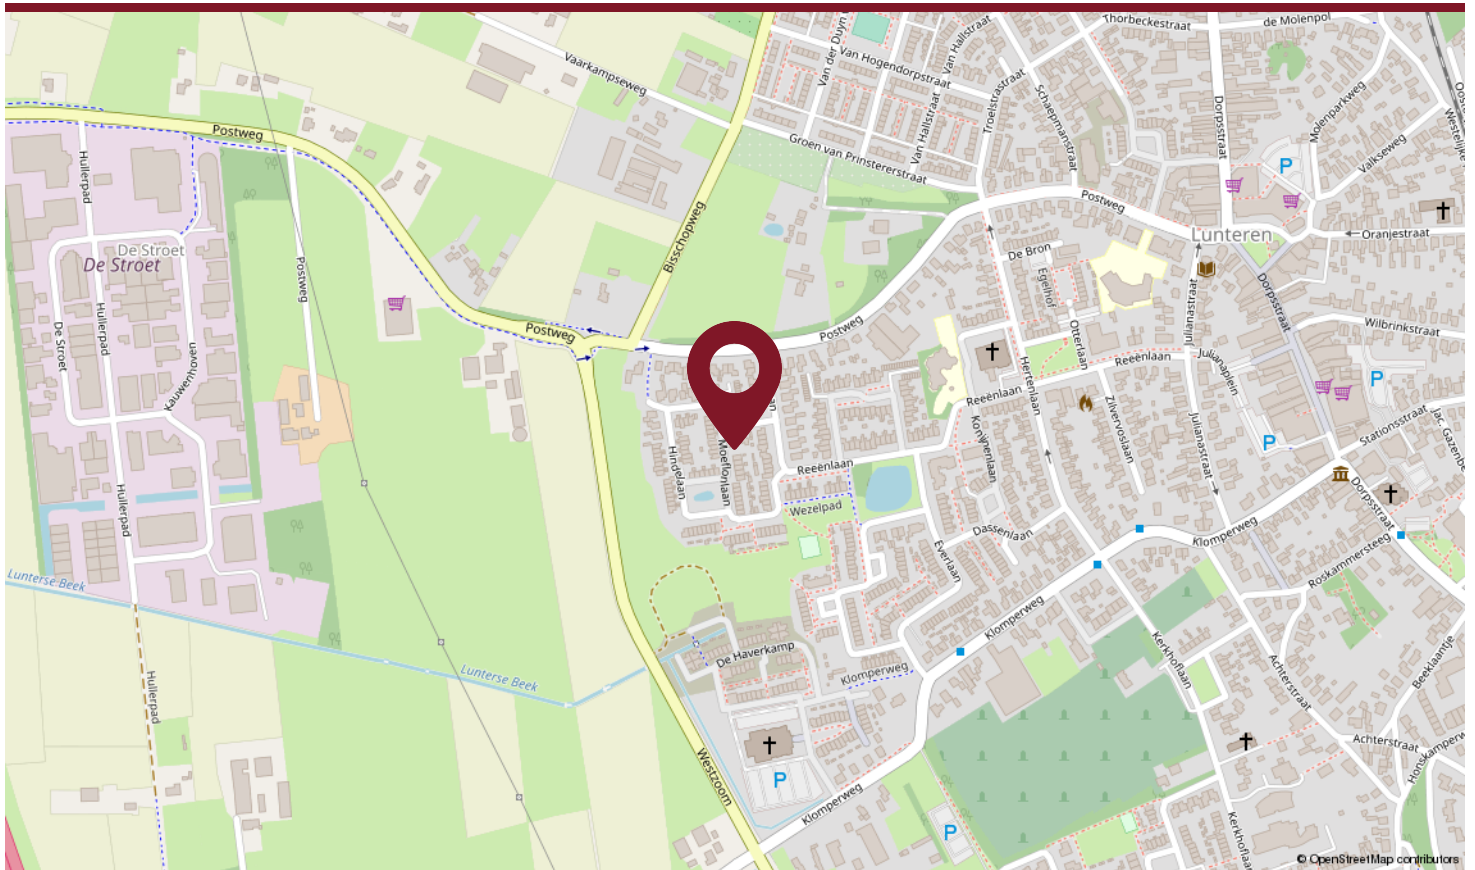 Thorbeckestraat
de Molenpol
Vaarkampseweg
Van der Duyn
Van Hallstraat
Van Hogendorpstraat
Troelstrastraat
Schaepmanstraat
Dorpsstraat
Molenparkweg
Valkseweg
Westelijke
Postweg
Hullerpad
Groen van Prinstererstraat
Van Hallstraat
P
Postweg
Lunteren
Oranjestraat
De Stroet
De Stroet
Bisschopweg
De Bron
Egelhof
Postweg
Hullerpad
De Stroet
Kauwenhoven
Postweg
Postweg
Otterlaan
Julianastraat
Dorpsstraat
Wilbrinkstraat
Reeënlaan
Julianaplein
P
Hertenlaan
Reeënlaan
Zilvervoslaan
Konijnenlaan
Julianastraat
Stationsstraat
P
Hindelaan
Moeflonlaan
Reeënlaan
Wezelpad
Dorpsstraat
Hullerpad
Dassenlaan
Everlaan
Klomperweg
Roskammersteeg
Lunterse Beek
Klomperweg
Kerkhoflaan
De Haverkamp
Klomperweg
Achterstraat
Beeklaantje
Lunterse Beek
Hullerpad
Achterstraat
P
Westzoom
Klomperweg
P
Kerkhoflaan
© OpenStreetMap contributors